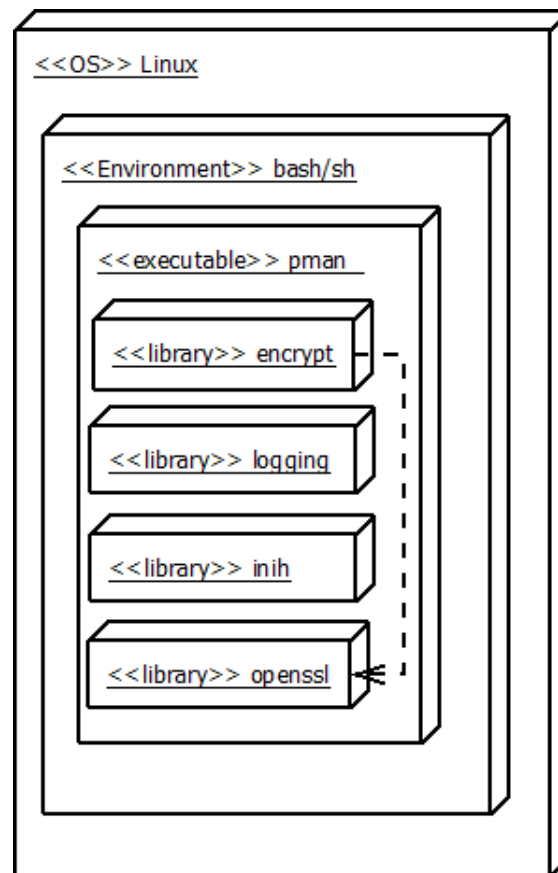 <<OS>> Linux
<<Environment>> bash/sh
<<executable>> pman
<<library>> encrypt
<<library>> logging
<<library>> inih
<<library>> openssl